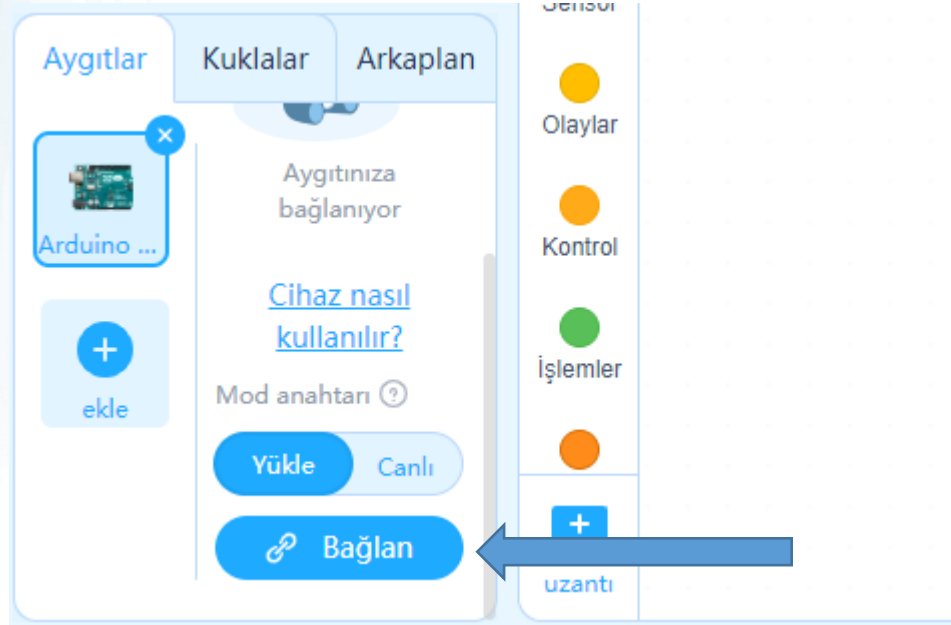 Aygıtlar
Kuklalar
Arkaplan
Arduino ...
ekle
Aygıtınıza
bağlanıyor
Cihaz nasıl
kullanılır?
Mod anahtarı ?
Yükle
Canlı
Bağlan
Sensör
Olaylar
Kontrol
İşlemler
uzantı